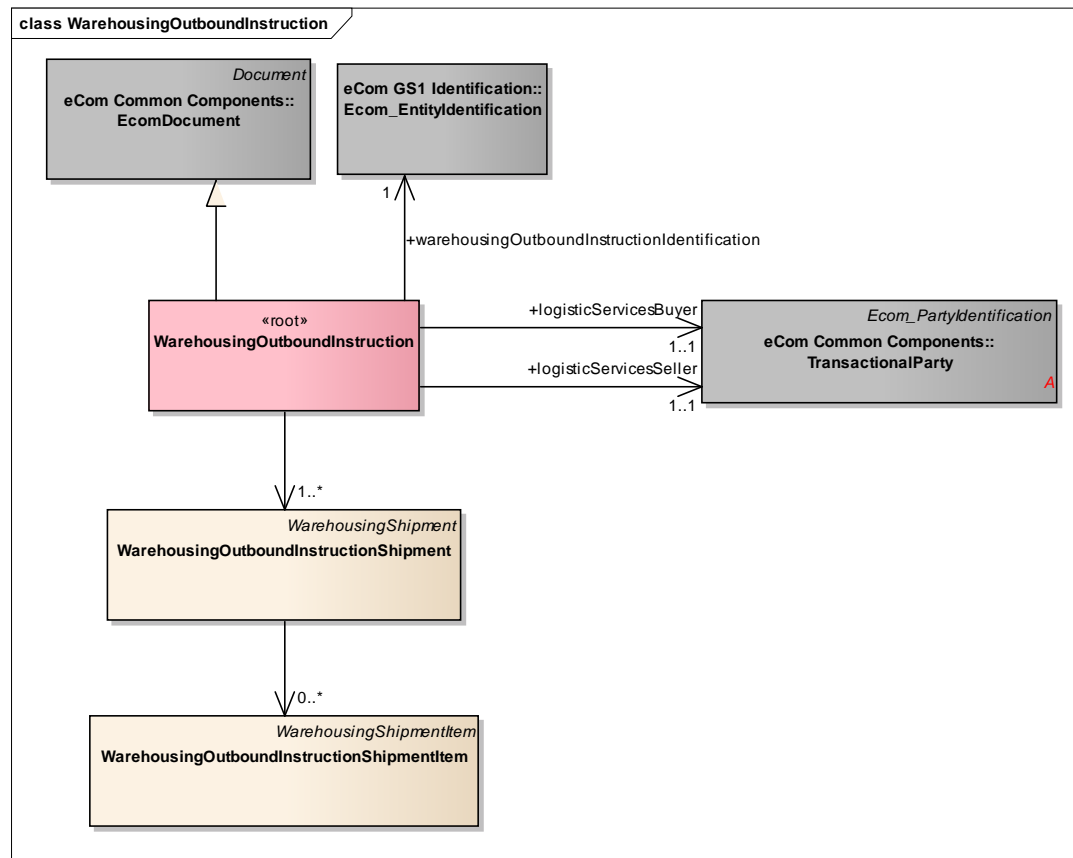 class WarehousingOutboundInstruction
Document
eCom Common Components::
EcomDocument
eCom GS1 Identification::
Ecom_EntityIdentification
1
+warehousingOutboundInstructionIdentification
«root»
WarehousingOutboundInstruction
+logisticServicesBuyer
1..1
+logisticServicesSeller
1..1
Ecom_PartyIdentification
eCom Common Components::
TransactionalParty
A
1..*
WarehousingShipment
WarehousingOutboundInstructionShipment
0..*
WarehousingShipmentItem
WarehousingOutboundInstructionShipmentItem